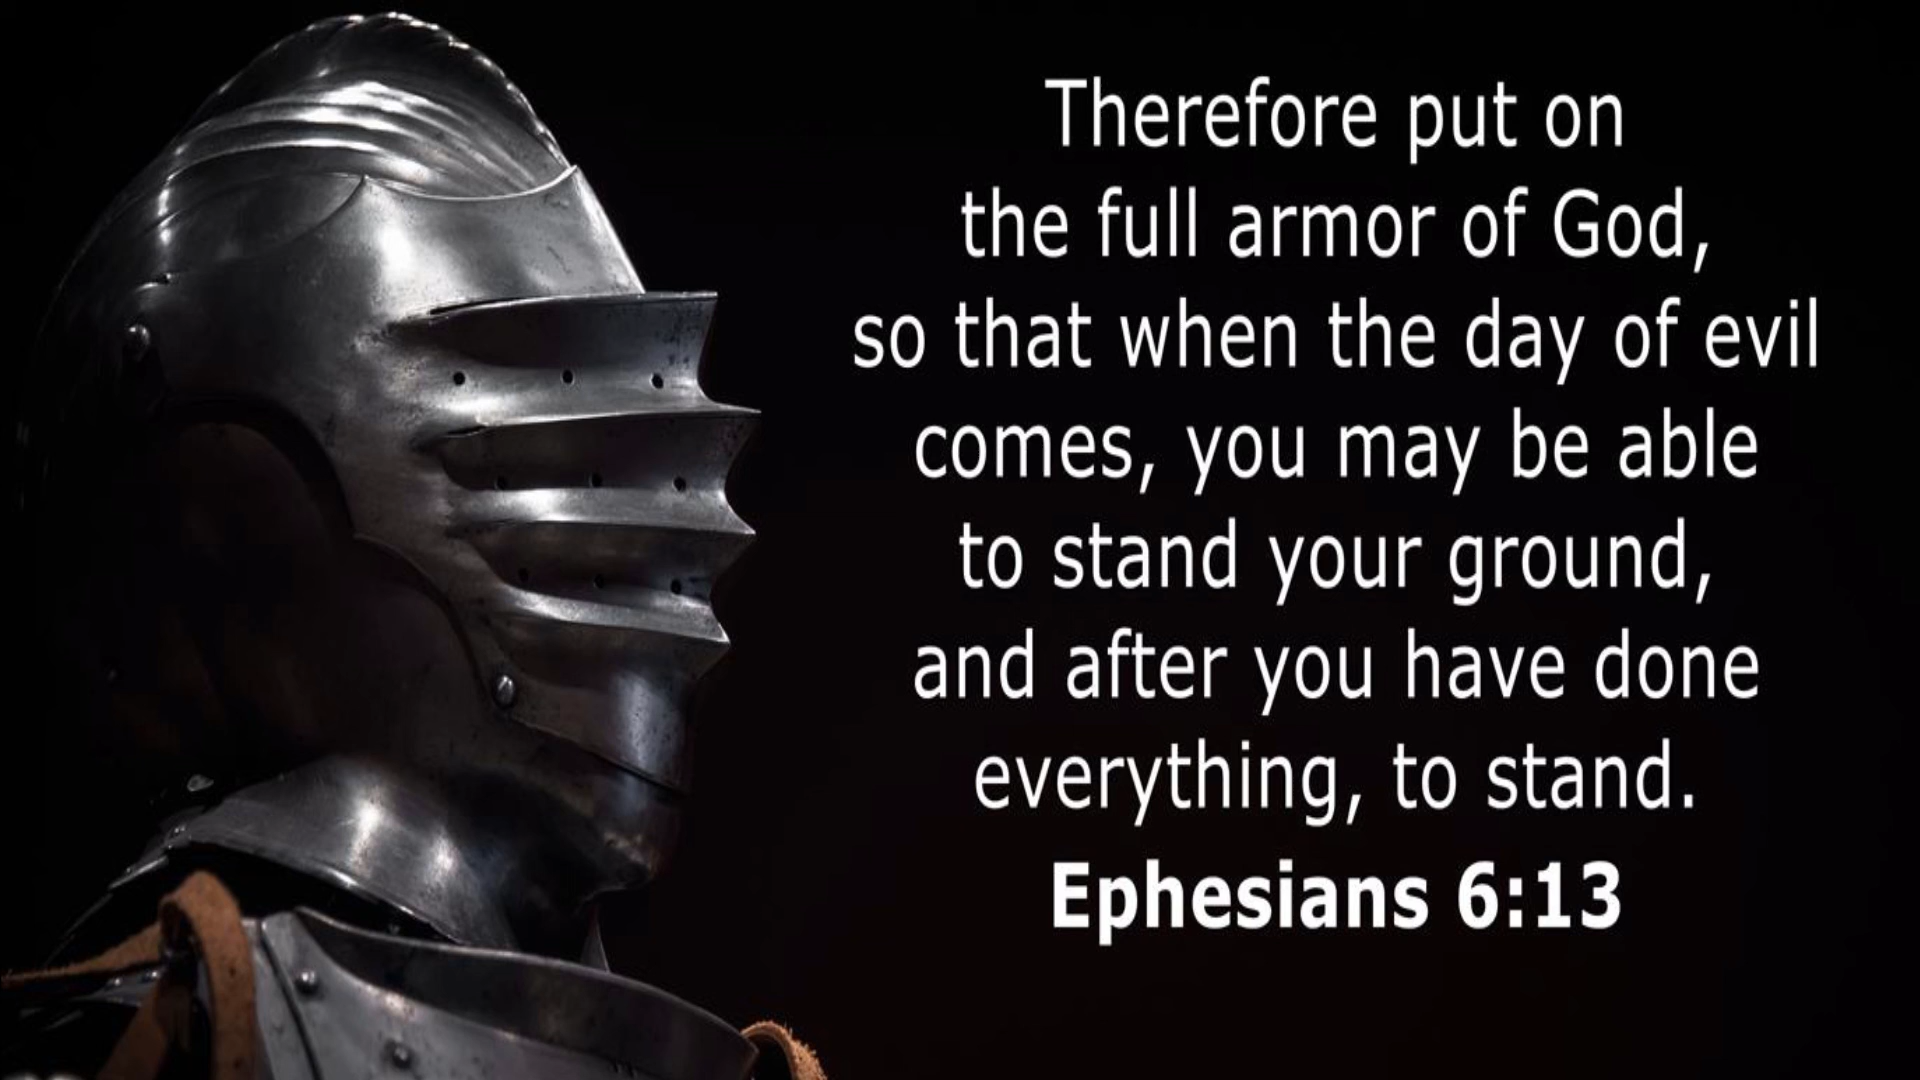 Therefore put on
the full armor of God,
so that when the day of evil
comes, you may be able
to stand your ground,
and after you have done
everything, to stand.
Ephesians 6:13